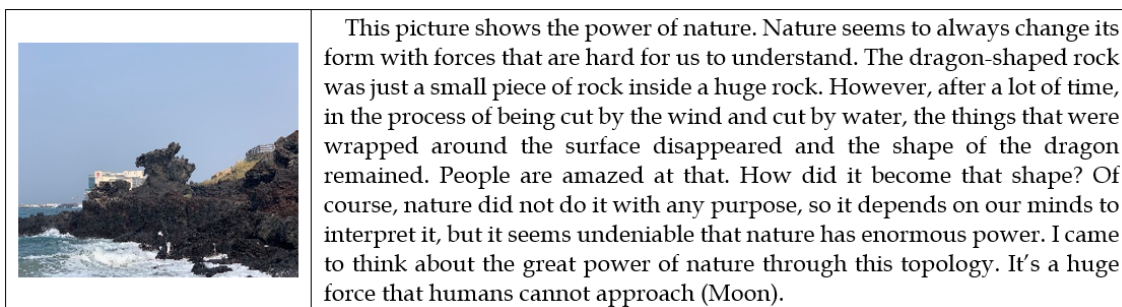 This picture shows the power of nature. Nature seems to always change its
form with forces that are hard for us to understand. The dragon-shaped rock
was just a small piece of rock inside a huge rock. However, after a lot of time,
in the process of being cut by the wind and cut by water, the things that were
wrapped around the surface disappeared and the shape of the dragon
remained. People are amazed at that. How did it become that shape? Of
course, nature did not do it with any purpose, so it depends on our minds to
interpret it, but it seems undeniable that nature has enormous power. I came
to think about the great power of nature through this topology. It’s a huge
force that humans cannot approach (Moon).